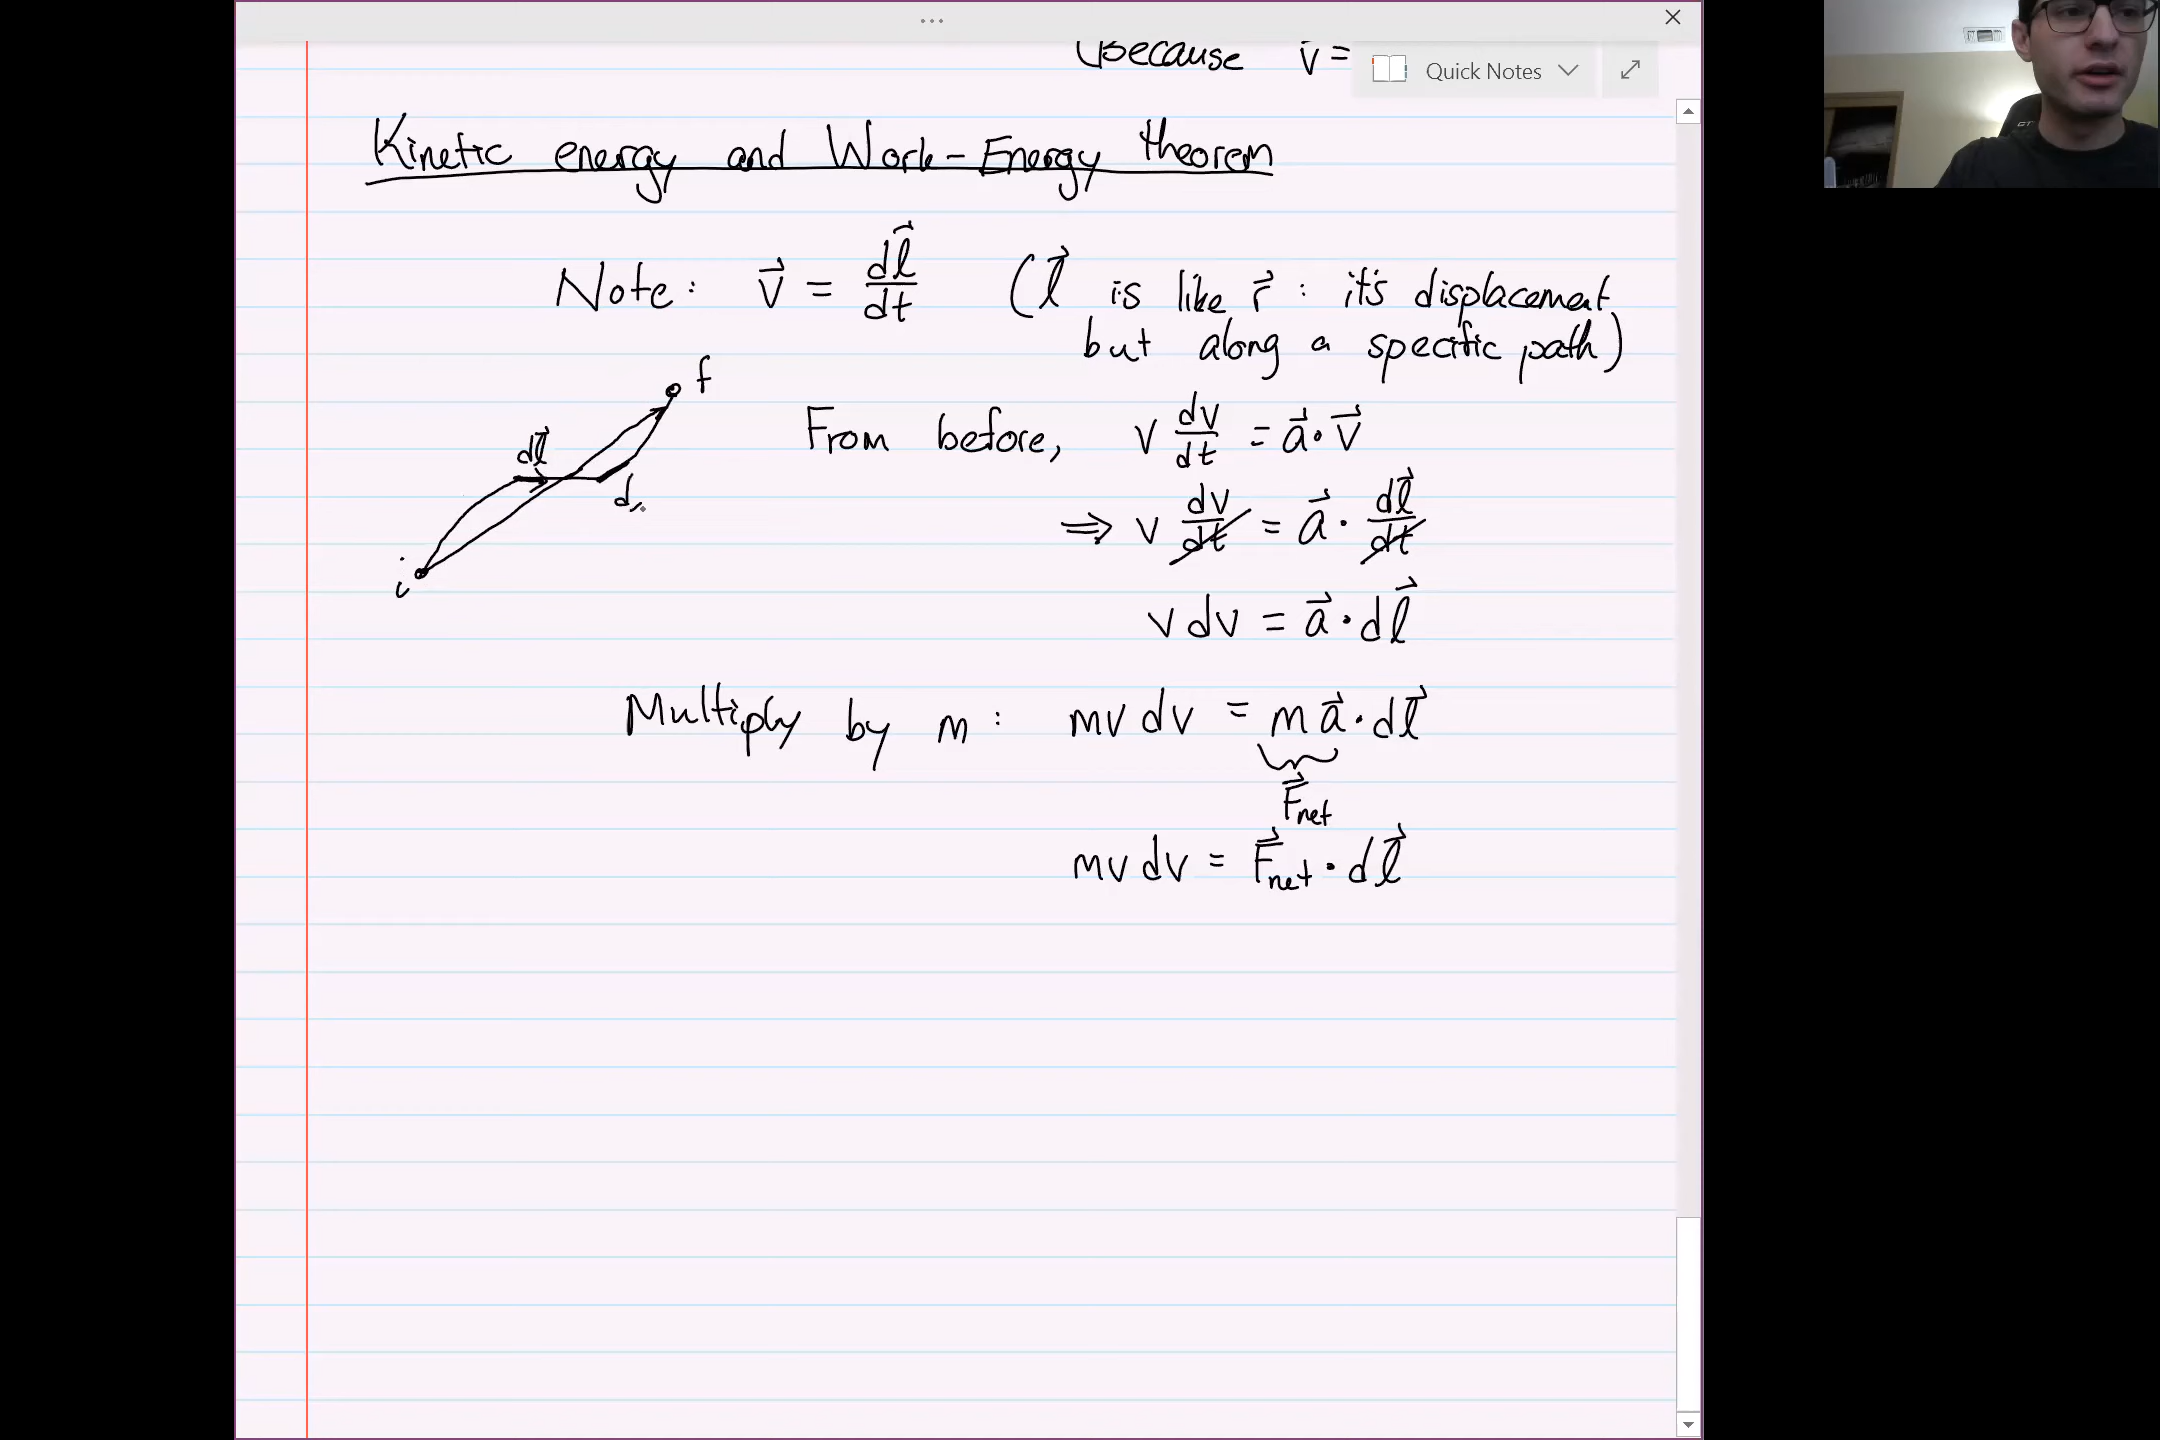 Because v̄ =
Quick Notes
Kinetic energy and Work-Energy theorem
Note: v⃗ = dl⃗/dt (l⃗ is like r⃗ : it's displacement
but along a specific path)
f
dl⃗
d
i
From before, v dv/dt = a⃗ · v⃗
⇒ v dv/dt = a⃗ · dl⃗/dt
v dv = a⃗ · dl⃗
Multiply by m : mv dv = m a⃗ · dl⃗
F⃗net
mv dv = F⃗net · dl⃗